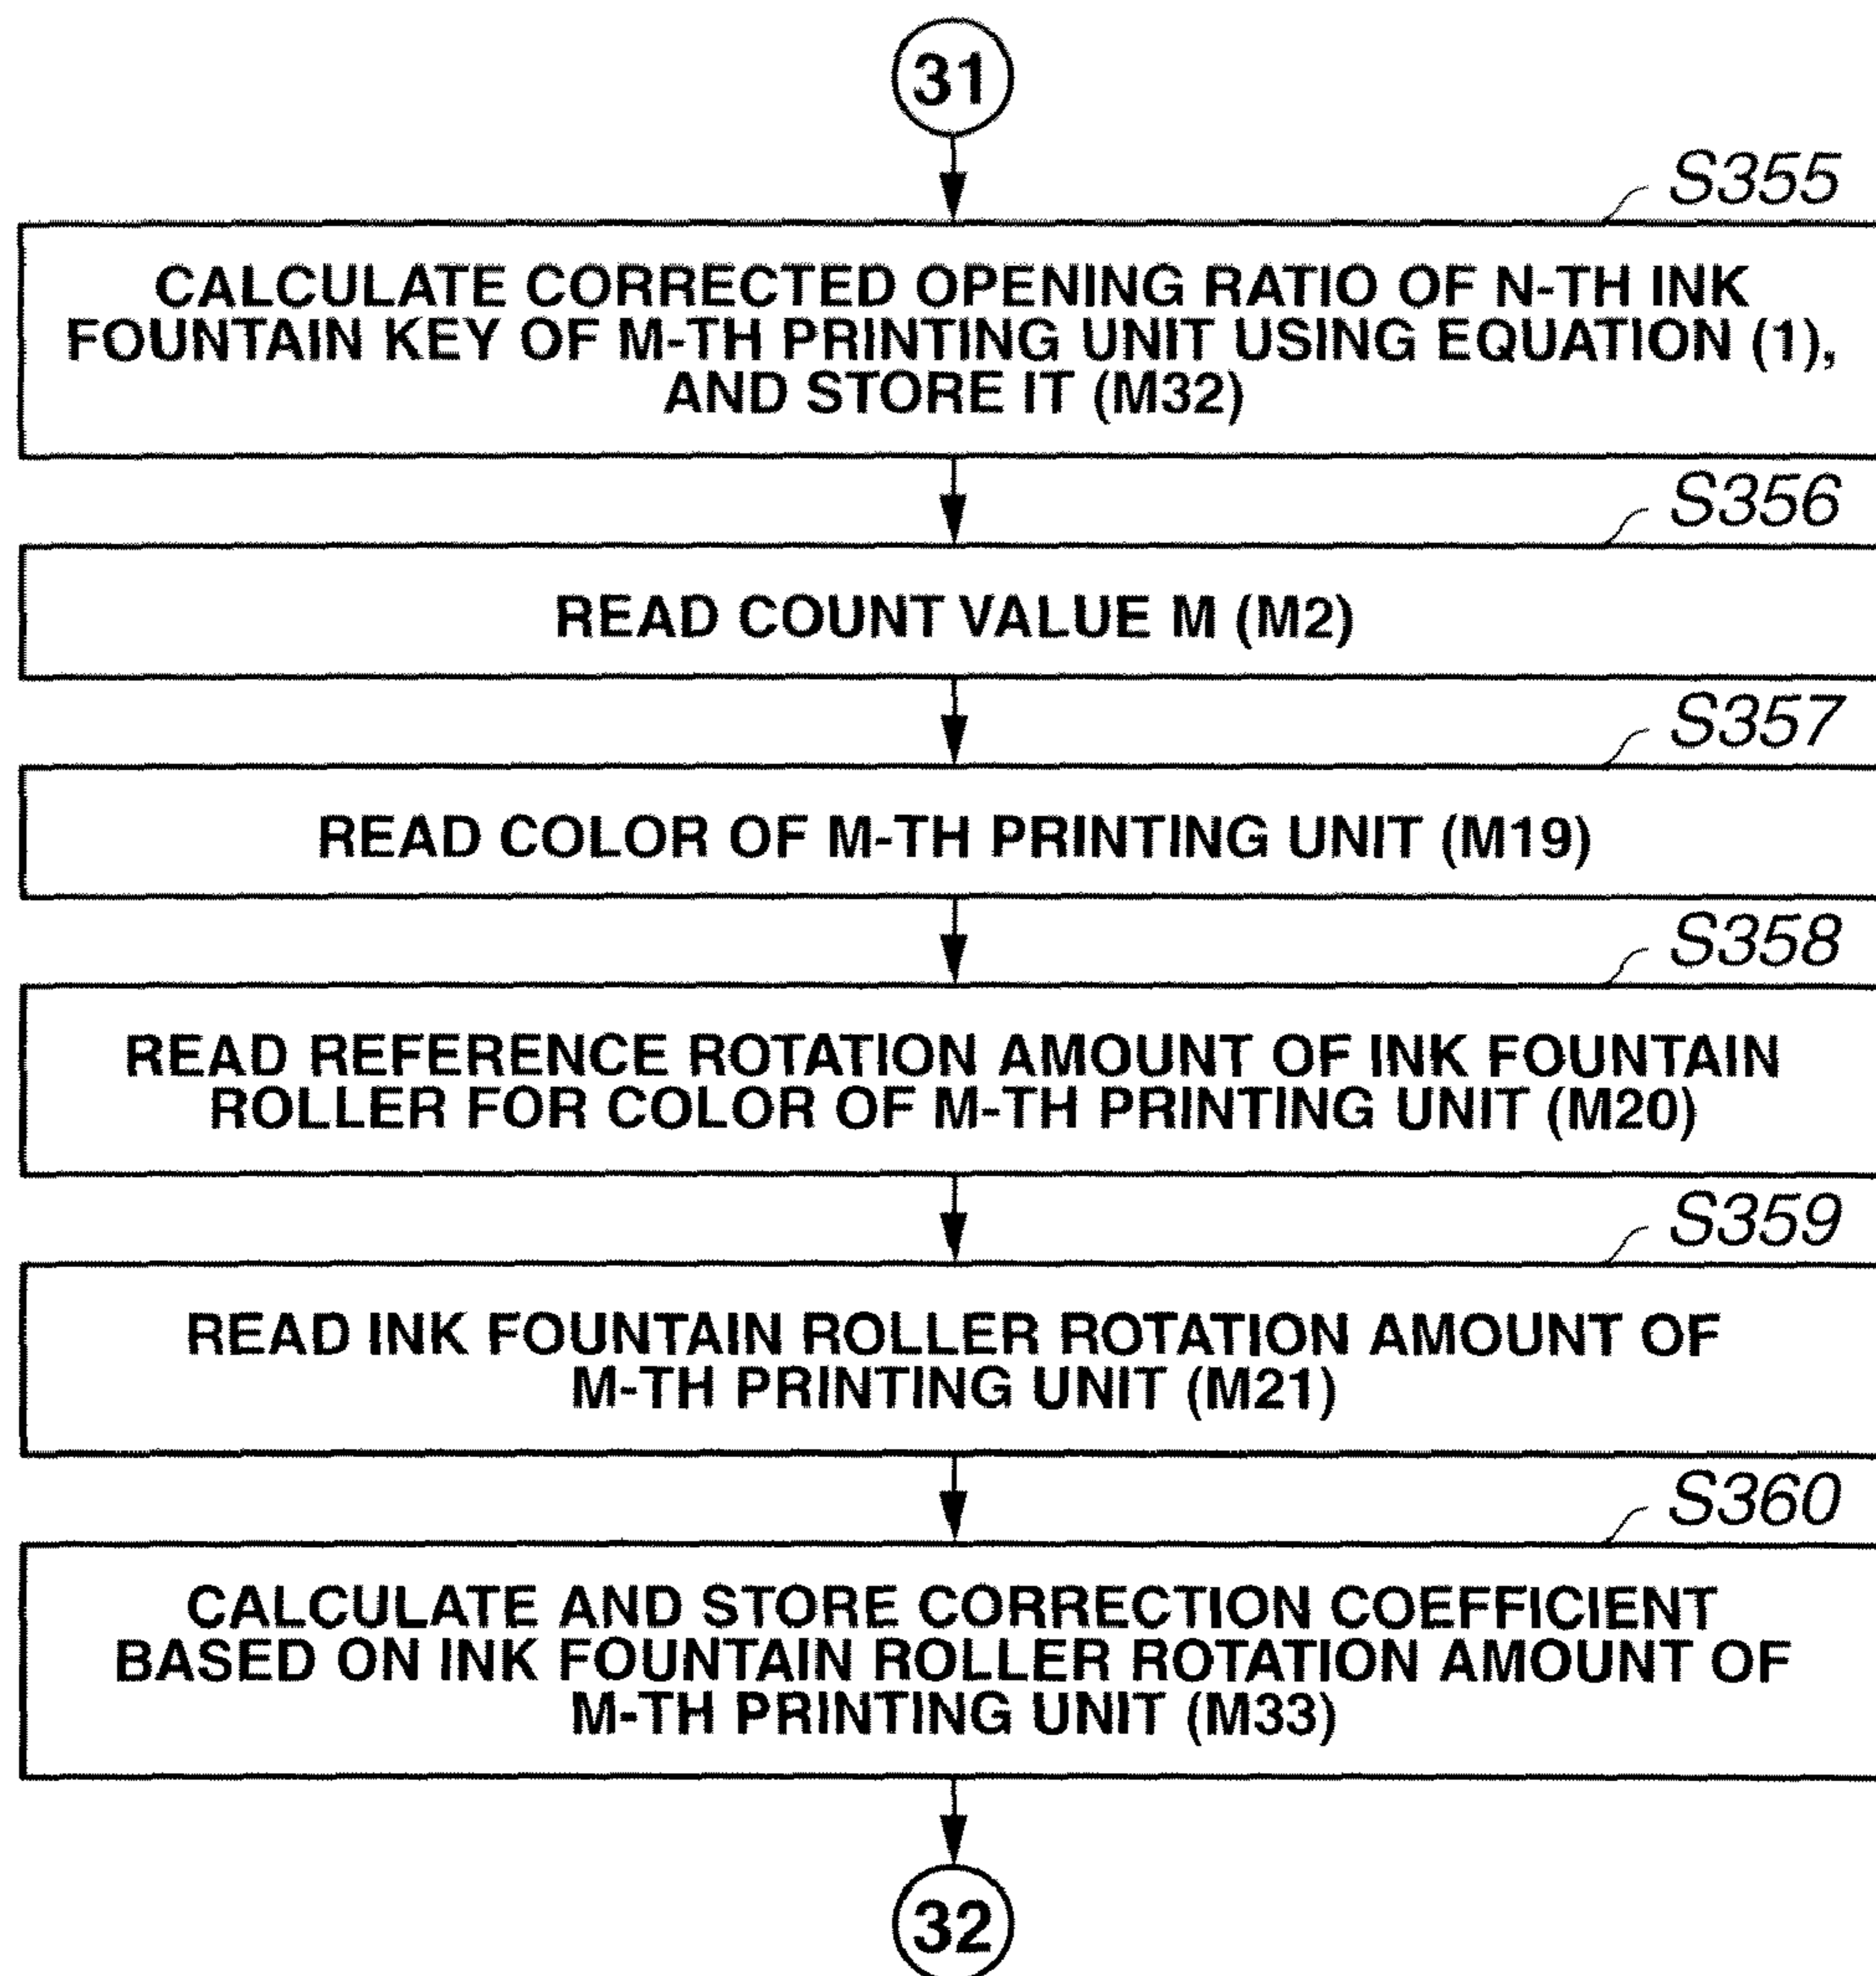 31
S355
CALCULATE CORRECTED OPENING RATIO OF N-TH INK
FOUNTAIN KEY OF M-TH PRINTING UNIT USING EQUATION (1),
AND STORE IT (M32)
S356
READ COUNT VALUE M (M2)
S357
READ COLOR OF M-TH PRINTING UNIT (M19)
S358
READ REFERENCE ROTATION AMOUNT OF INK FOUNTAIN
ROLLER FOR COLOR OF M-TH PRINTING UNIT (M20)
S359
READ INK FOUNTAIN ROLLER ROTATION AMOUNT OF
M-TH PRINTING UNIT (M21)
S360
CALCULATE AND STORE CORRECTION COEFFICIENT
BASED ON INK FOUNTAIN ROLLER ROTATION AMOUNT OF
M-TH PRINTING UNIT (M33)
32